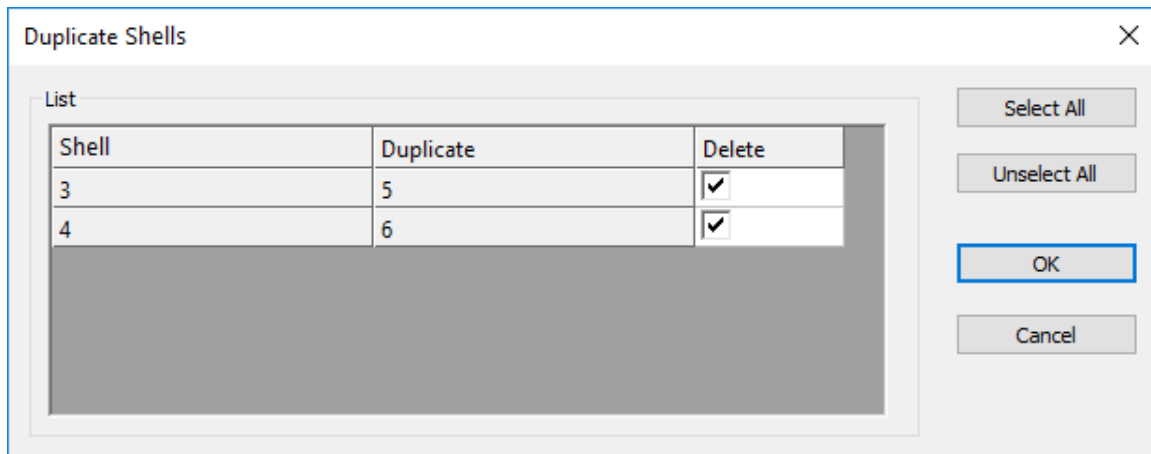 Duplicate Shells
List
Select All
Shell Duplicate Delete
Unselect All
3 5
4 6
OK
Cancel